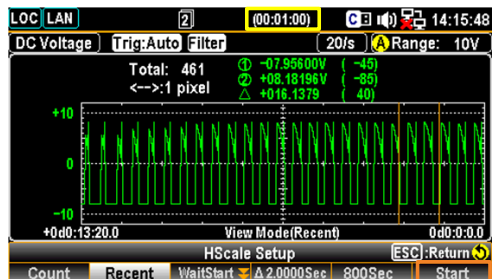 LOC LAN 2 (00:01:00) C 14:15:48
DC Voltage Trig:Auto Filter 20/s A Range: 10V
Total: 461 ① -07.95600V ( -45)
<-->:1 pixel ② +08.18196V ( -85)
△ +016.1379 ( 40)
+10
0
-10
+0d0:13:20.0 View Mode(Recent) 0d0:0:0.0
HScale Setup ESC:Return
Count Recent WaitStart Δ2.0000Sec 800Sec Start